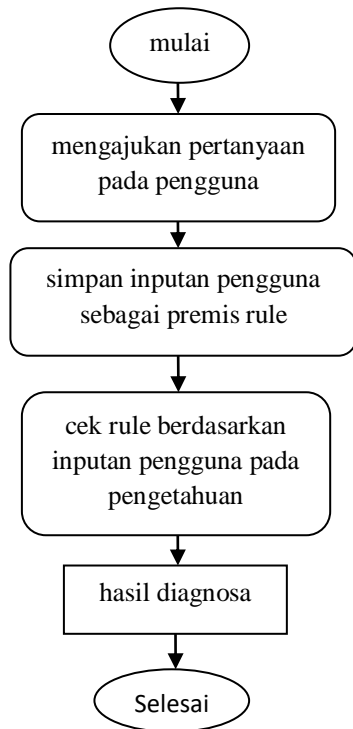 mulai
mengajukan pertanyaan
pada pengguna
simpan inputan pengguna
sebagai premis rule
cek rule berdasarkan
inputan pengguna pada
pengetahuan
hasil diagnosa
Selesai